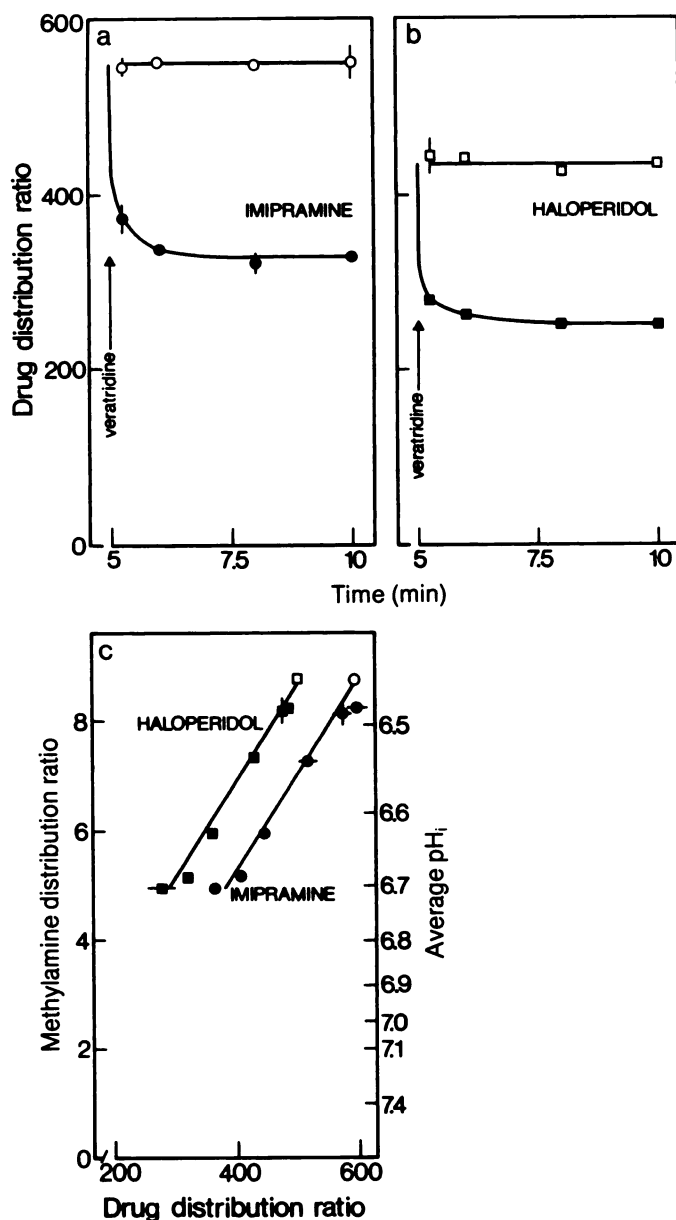 a
b
600
400
200
0
Drug distribution ratio
IMIPRAMINE
HALOPERIDOL
veratridine
veratridine
5
7.5
10
5
7.5
10
Time (min)
c
HALOPERIDOL
IMIPRAMINE
8
6
4
2
0
Methylamine distribution ratio
6.5
6.6
6.7
6.8
6.9
7.0
7.1
7.4
Average pHi
200
400
600
Drug distribution ratio